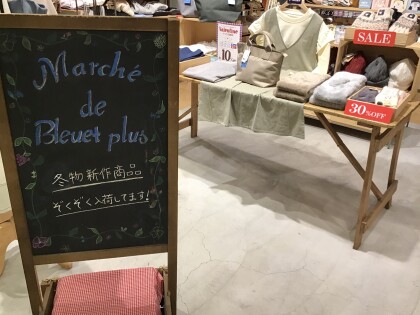 Marché
de
Bleuet plus
冬物新作商品
ぞくぞく入荷してます!
10
SALE
30%OFF